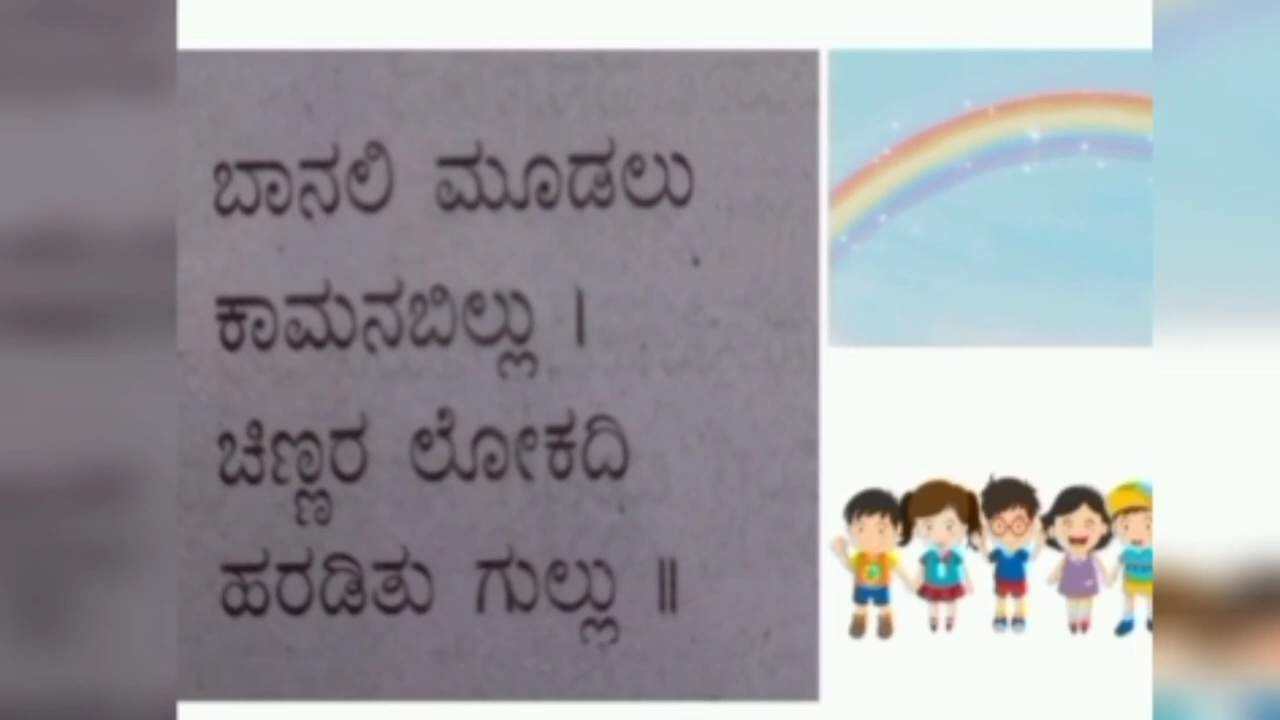 ಬಾನಲಿ ಮೂಡಲು
ಕಾಮನಬಿಲ್ಲು ।
ಚಿಣ್ಣರ ಲೋಕದಿ
ಹರಡಿತು ಗುಲ್ಲು ॥